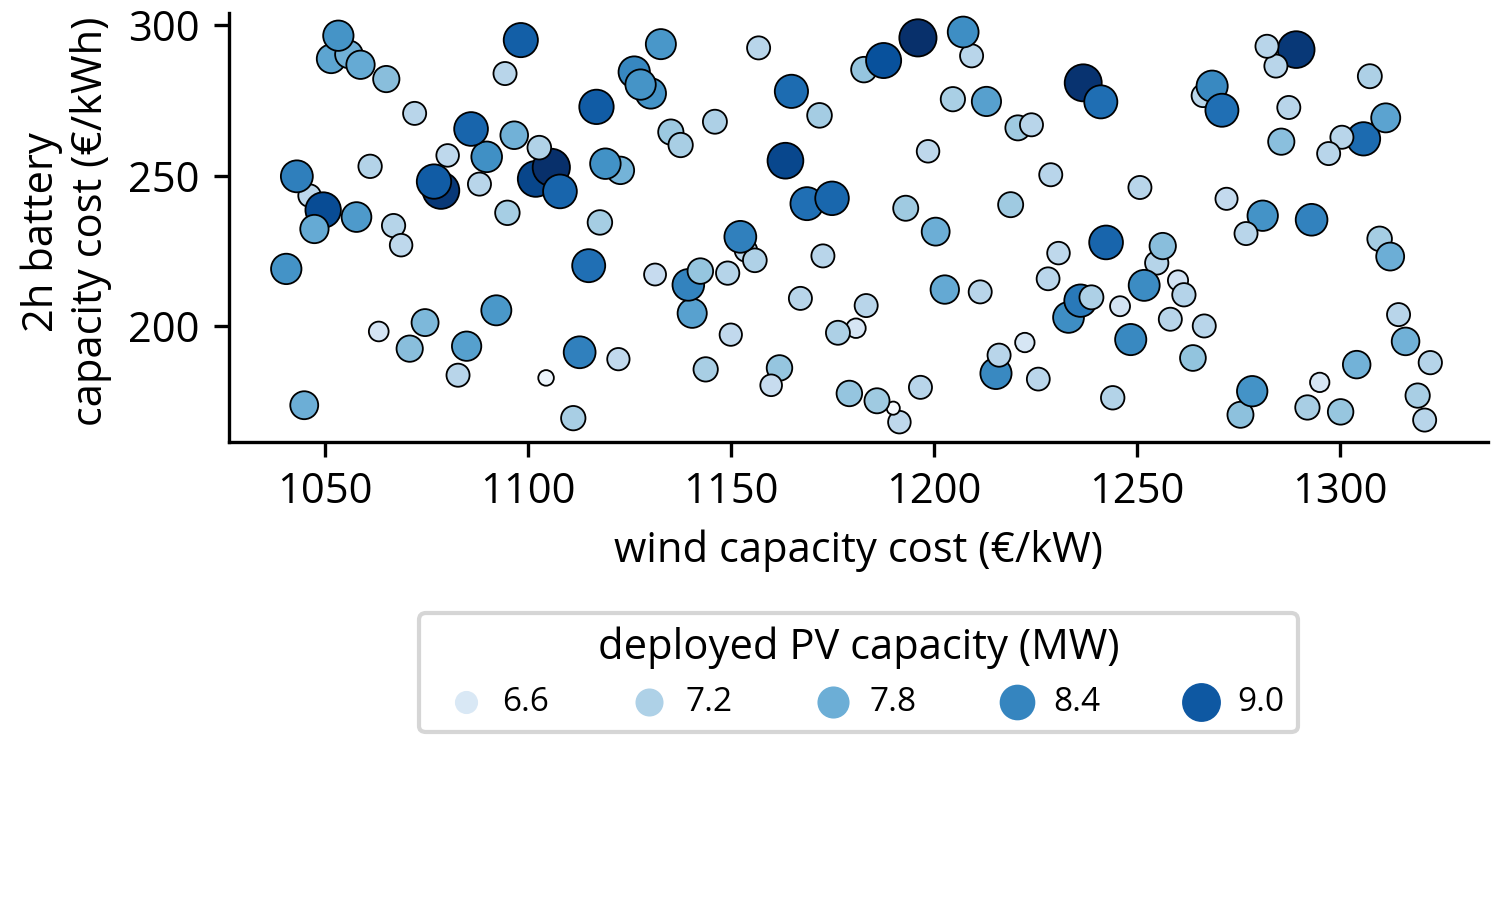 2h battery
capacity cost (€/kWh)
300
250
200
1050 1100 1150 1200 1250 1300
wind capacity cost (€/kW)
deployed PV capacity (MW)
6.6 7.2 7.8 8.4 9.0